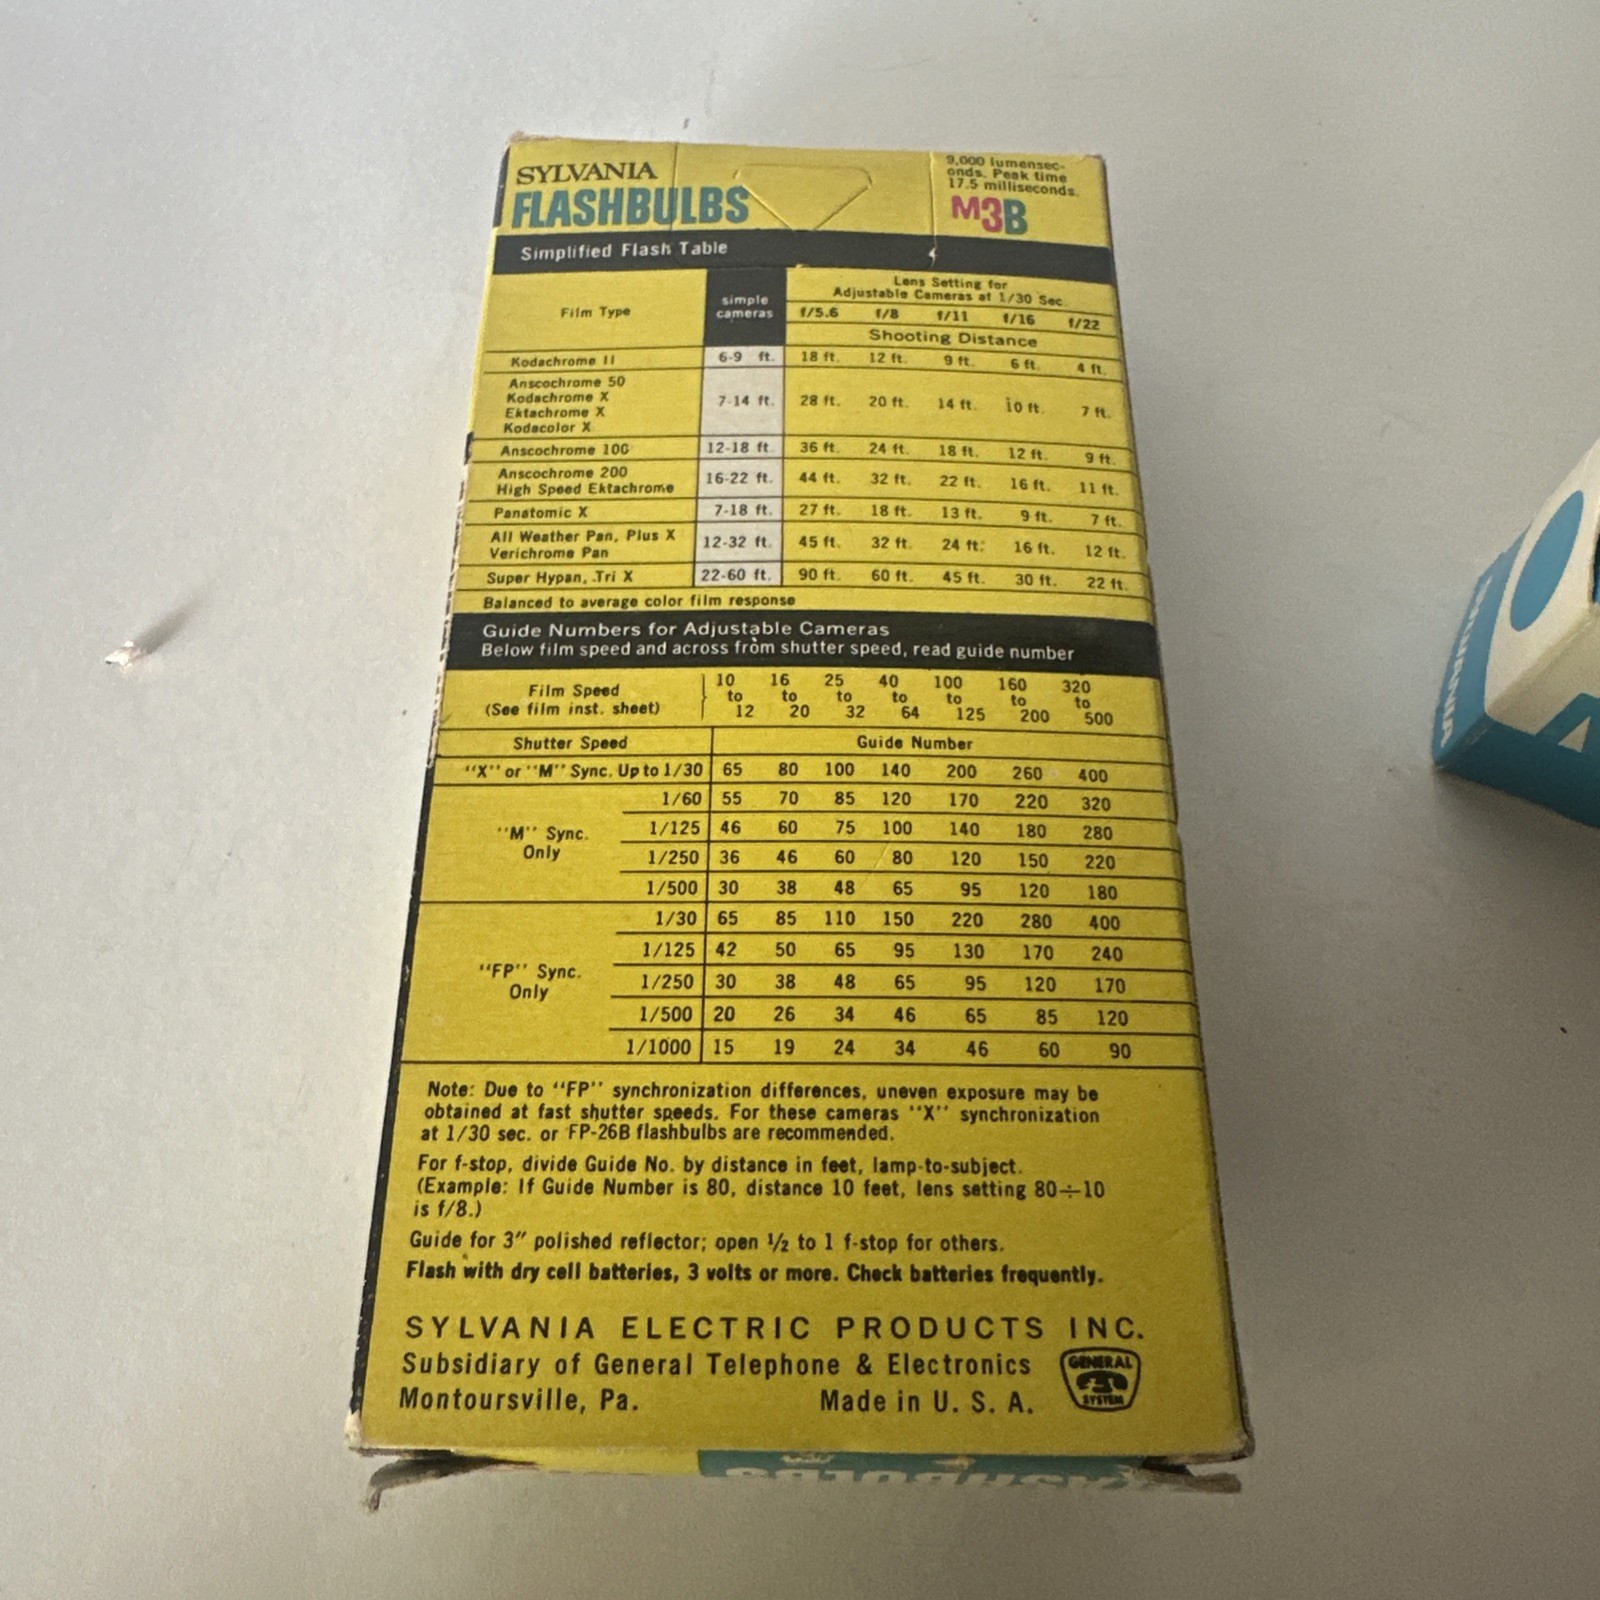 SYLVANIA
FLASHBULBS
9,000 lumensec-
onds. Peak time
17.5 milliseconds.
M3B
Simplified Flash Table
Film Type
simple
cameras
Lens Setting for
Adjustable Cameras at 1/30 Sec
f/5.6 f/8 f/11 f/16 f/22
Shooting Distance
Kodachrome II 6-9 ft. 18 ft. 12 ft. 9 ft. 6 ft. 4 ft.
Anscochrome 50
Kodachrome X
Ektachrome X
Kodacolor X
7-14 ft. 28 ft. 20 ft. 14 ft. 10 ft. 7 ft.
Anscochrome 100 12-18 ft. 36 ft. 24 ft. 18 ft. 12 ft. 9 ft.
Anscochrome 200
High Speed Ektachrome
16-22 ft. 44 ft. 32 ft. 22 ft. 16 ft. 11 ft.
Panatomic X 7-18 ft. 27 ft. 18 ft. 13 ft. 9 ft. 7 ft.
All Weather Pan, Plus X
Verichrome Pan
12-32 ft. 45 ft. 32 ft. 24 ft. 16 ft. 12 ft.
Super Hypan, Tri X 22-60 ft. 90 ft. 60 ft. 45 ft. 30 ft. 22 ft.
Balanced to average color film response
Guide Numbers for Adjustable Cameras
Below film speed and across from shutter speed, read guide number
Film Speed
(See film inst. sheet)
10 16 25 40 100 160 320
to to to to to to to
12 20 32 64 125 200 500
Shutter Speed Guide Number
"X" or "M" Sync. Up to 1/30 65 80 100 140 200 260 400
"M" Sync.
Only
1/60 55 70 85 120 170 220 320
1/125 46 60 75 100 140 180 280
1/250 36 46 60 80 120 150 220
1/500 30 38 48 65 95 120 180
"FP" Sync.
Only
1/30 65 85 110 150 220 280 400
1/125 42 50 65 95 130 170 240
1/250 30 38 48 65 95 120 170
1/500 20 26 34 46 65 85 120
1/1000 15 19 24 34 46 60 90
Note: Due to "FP" synchronization differences, uneven exposure may be
obtained at fast shutter speeds. For these cameras "X" synchronization
at 1/30 sec. or FP-26B flashbulbs are recommended.
For f-stop, divide Guide No. by distance in feet, lamp-to-subject.
(Example: If Guide Number is 80, distance 10 feet, lens setting 80÷10
is f/8.)
Guide for 3" polished reflector; open ½ to 1 f-stop for others.
Flash with dry cell batteries, 3 volts or more. Check batteries frequently.
SYLVANIA ELECTRIC PRODUCTS INC.
Subsidiary of General Telephone & Electronics
Montoursville, Pa. Made in U. S. A.
GENERAL
SYSTEM